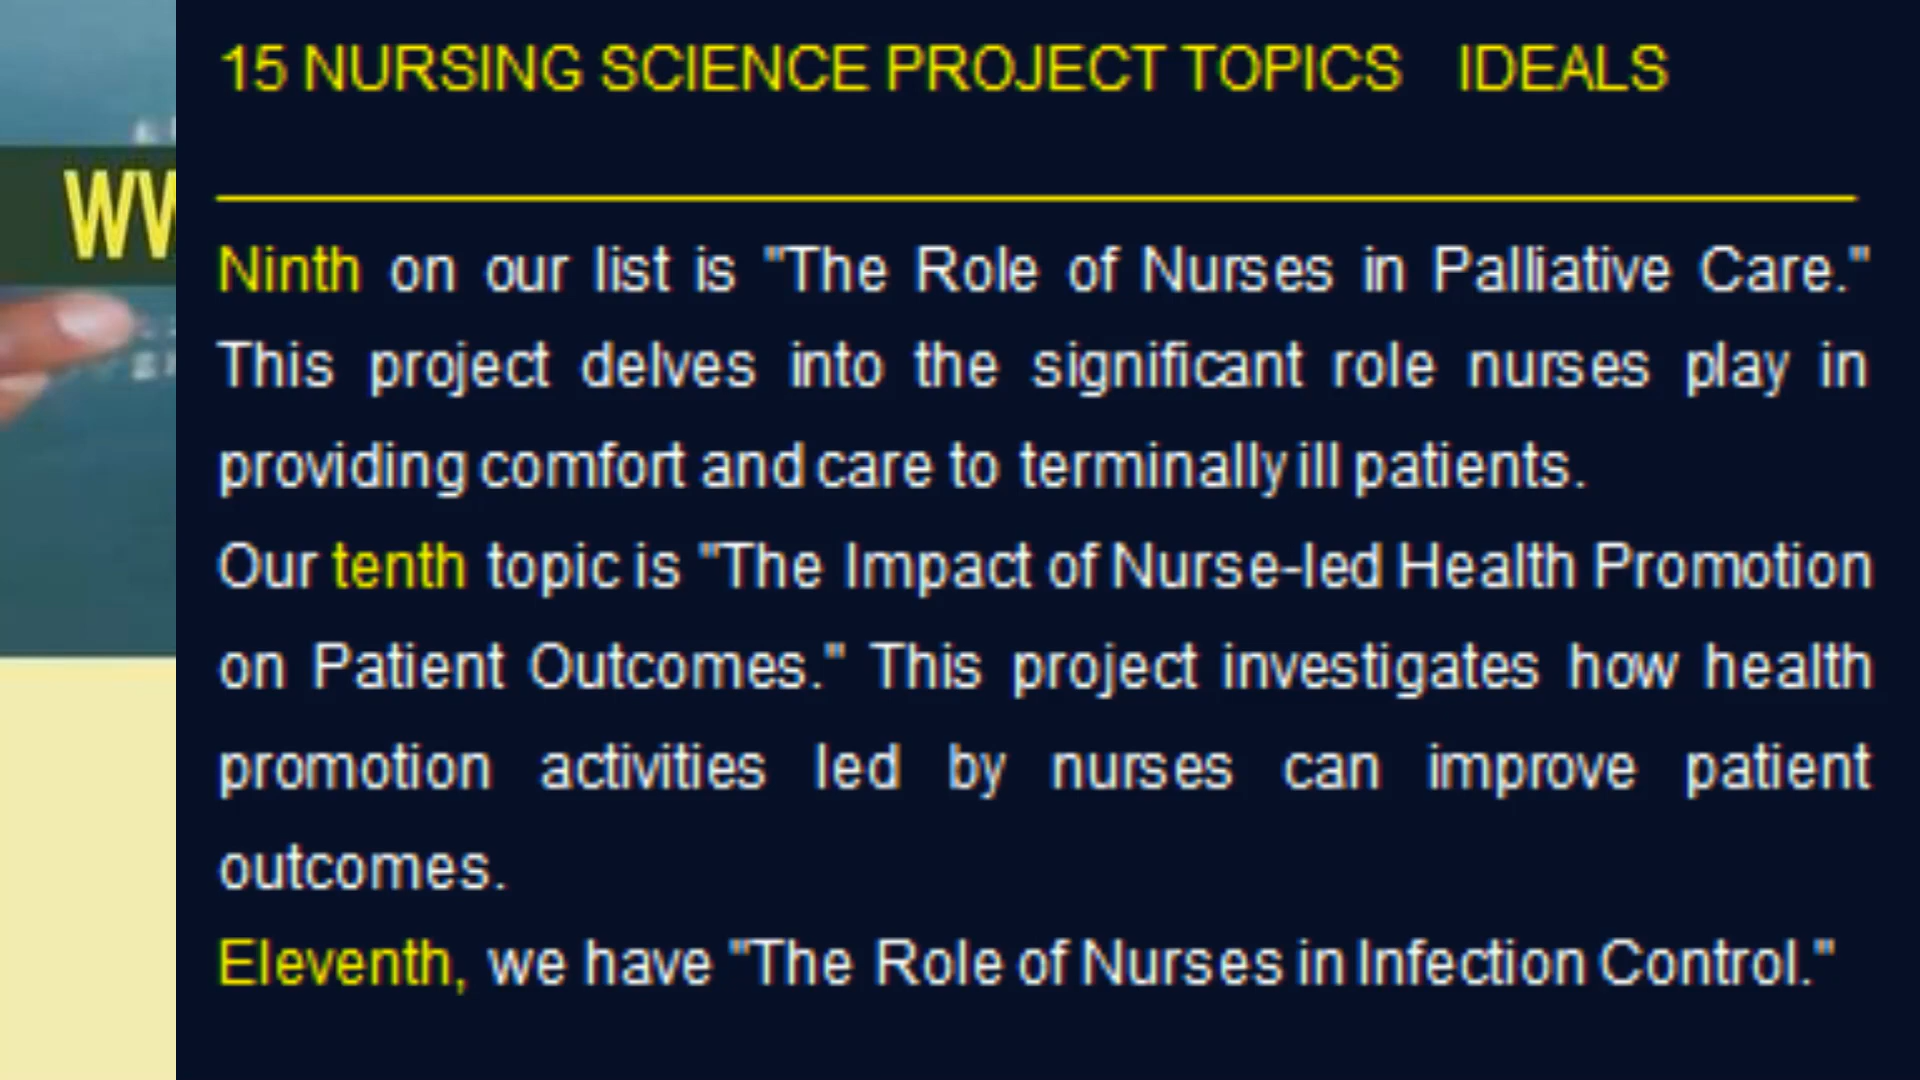 15 NURSING SCIENCE PROJECT TOPICS IDEALS
Ninth on our list is "The Role of Nurses in Palliative Care."
This project delves into the significant role nurses play in
providing comfort and care to terminally ill patients.
Our tenth topic is "The Impact of Nurse-led Health Promotion
on Patient Outcomes." This project investigates how health
promotion activities led by nurses can improve patient
outcomes.
Eleventh, we have "The Role of Nurses in Infection Control."